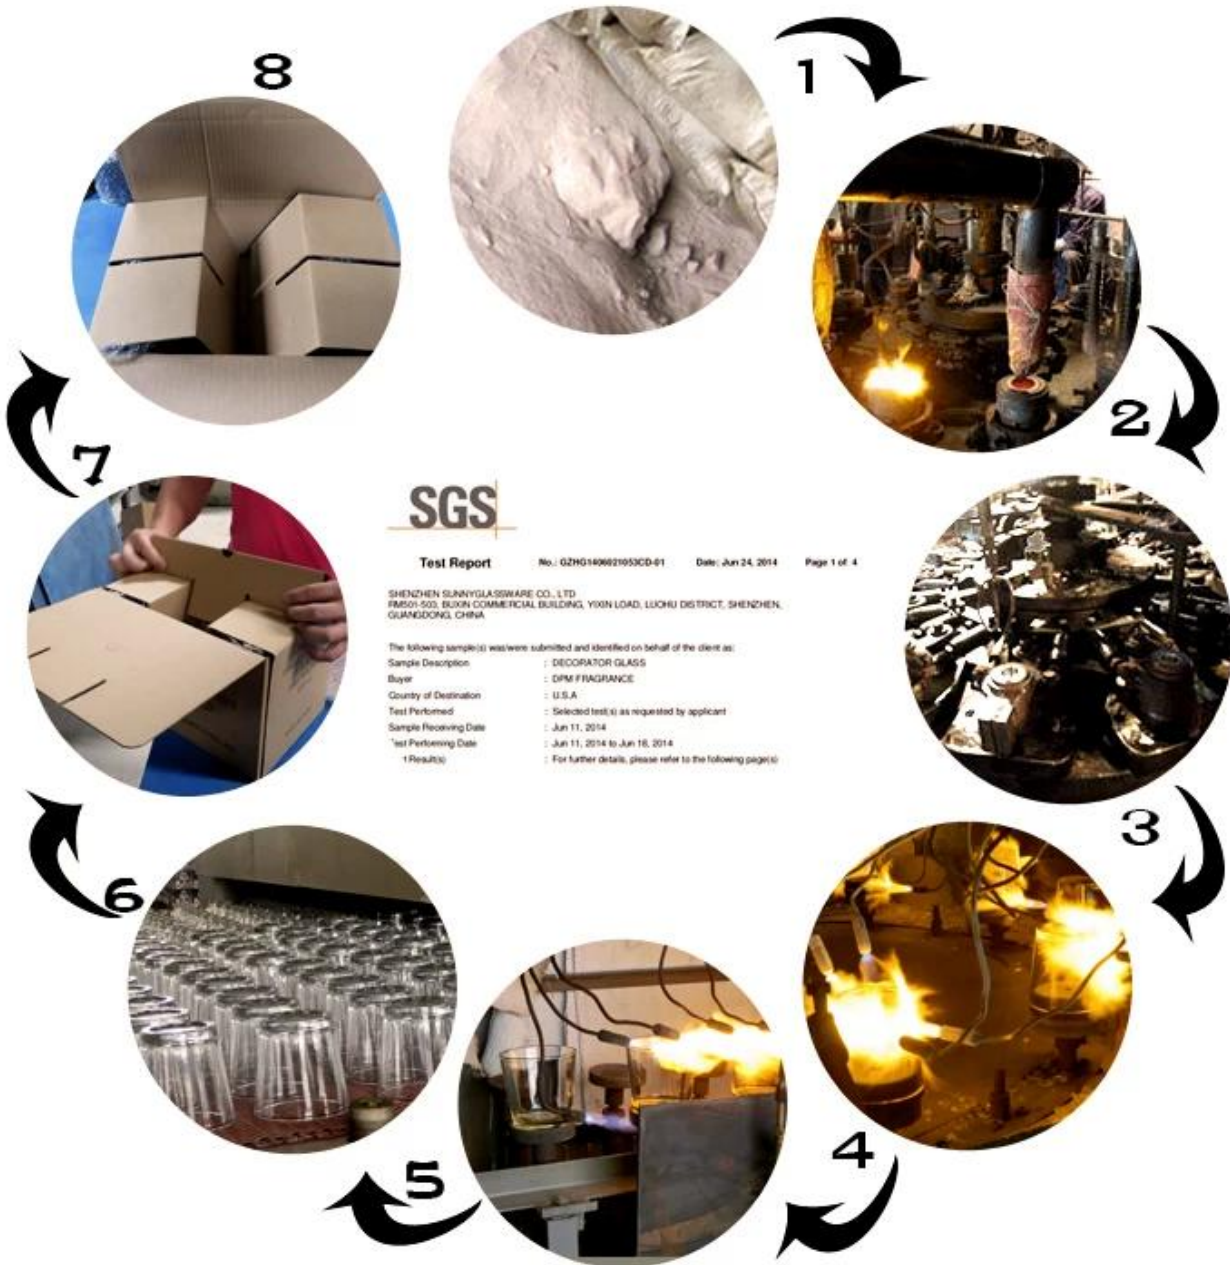 8
1
2
7
SGS
Test Report No.: GZHG1406021053CD-01 Date: Jun 24, 2014 Page 1 of 4
SHENZHEN SUNNYGLASSWARE CO., LTD
RM501-503, BUXIN COMMERCIAL BUILDING, YIXIN LOAD, LUOHU DISTRICT, SHENZHEN,
GUANGDONG, CHINA
The following sample(s) was/were submitted and identified on behalf of the client as:
Sample Description : DECORATOR GLASS
Buyer : DPM FRAGRANCE
Country of Destination : U.S.A
Test Performed : Selected test(s) as requested by applicant
Sample Receiving Date : Jun 11, 2014
Test Performing Date : Jun 11, 2014 to Jun 18, 2014
t Result(s) : For further details, please refer to the following page(s)
3
6
4
5